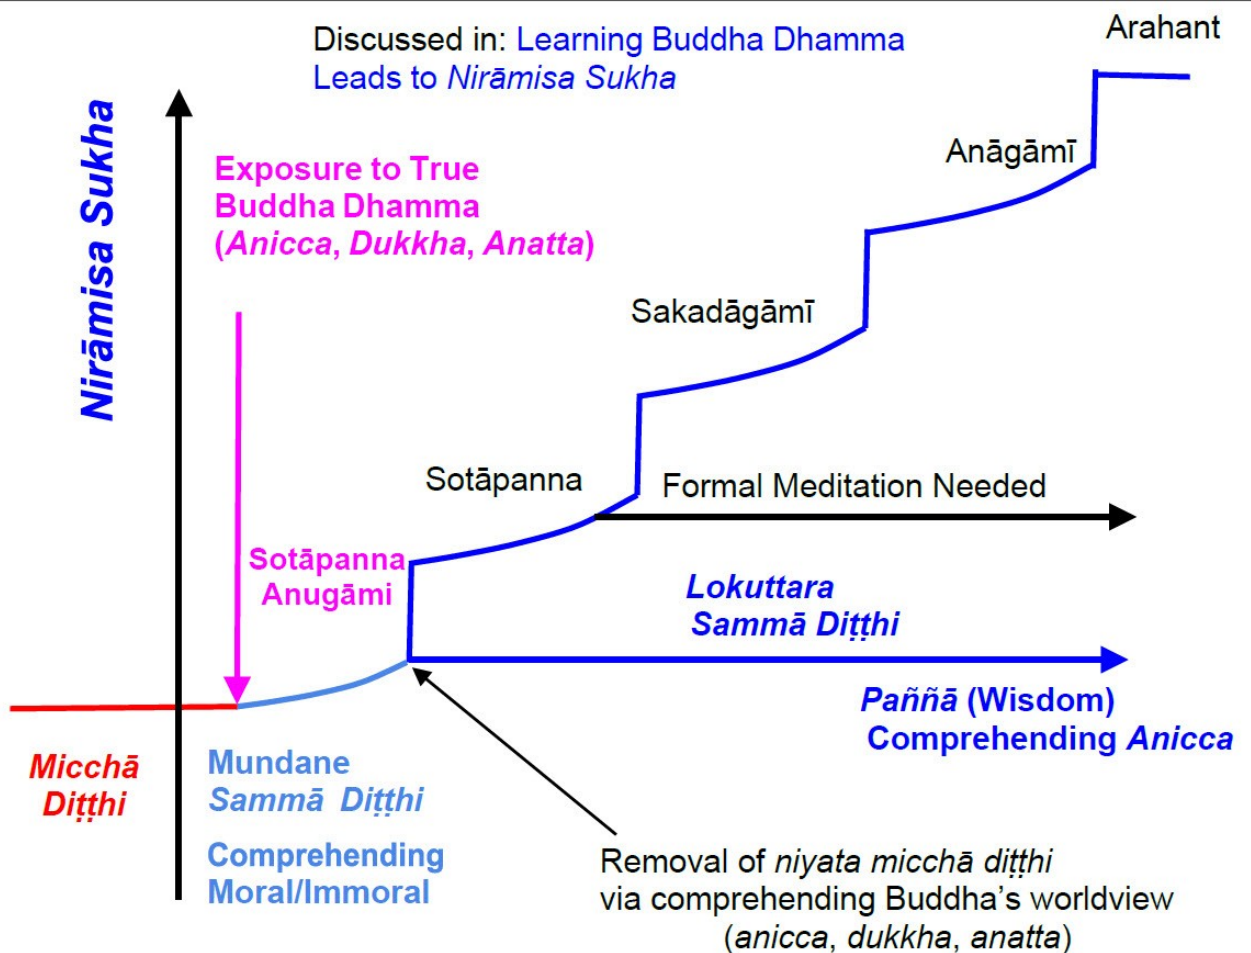 Discussed in: Learning Buddha Dhamma
Leads to Nirāmisa Sukha
Arahant
Nirāmisa Sukha
Exposure to True
Buddha Dhamma
(Anicca, Dukkha, Anatta)
Anāgāmī
Sakadāgāmī
Sotāpanna
Formal Meditation Needed
Sotāpanna
Anugāmi
Lokuttara
Sammā Diṭṭhi
Paññā (Wisdom)
Comprehending Anicca
Micchā
Diṭṭhi
Mundane
Sammā Diṭṭhi
Comprehending
Moral/Immoral
Removal of niyata micchā diṭṭhi
via comprehending Buddha's worldview
(anicca, dukkha, anatta)